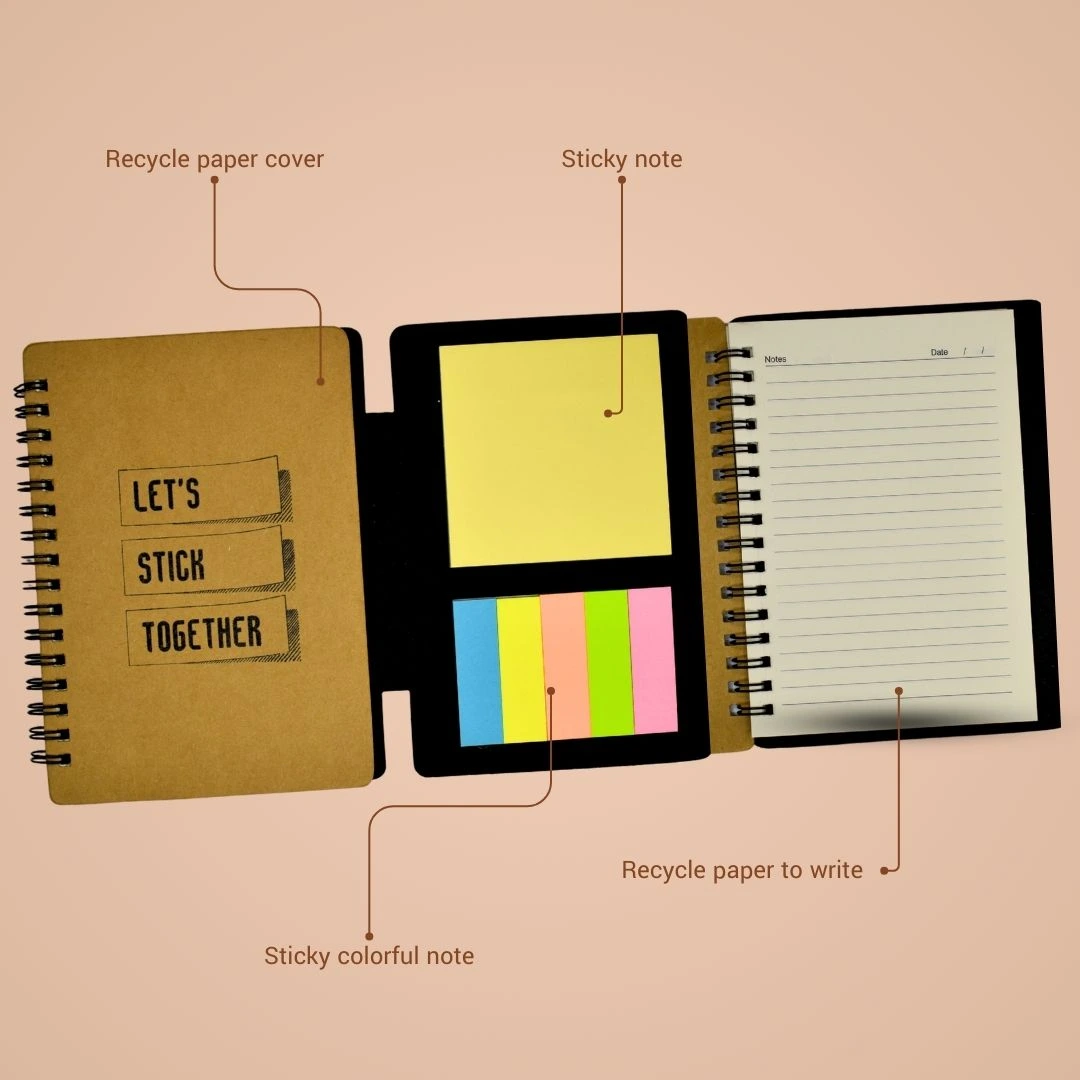 Recycle paper cover
Sticky note
LET'S
STICK
TOGETHER
Notes
Date / /
Recycle paper to write
Sticky colorful note